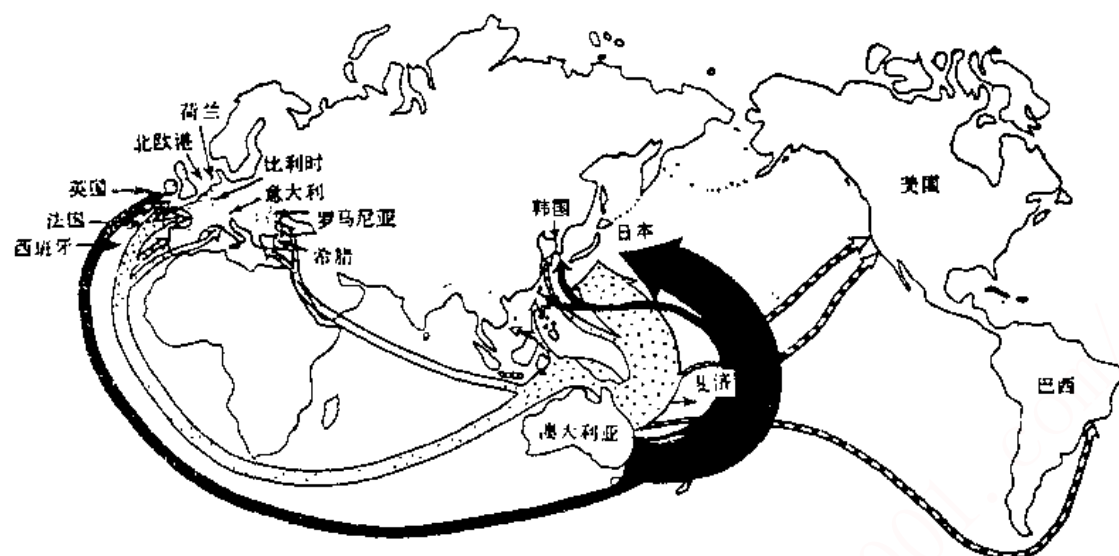 荷兰
北欧港
比利时
英国
意大利
法国
罗马尼亚
西班牙
希腊
韩国
日本
美国
斐济
澳大利亚
巴西